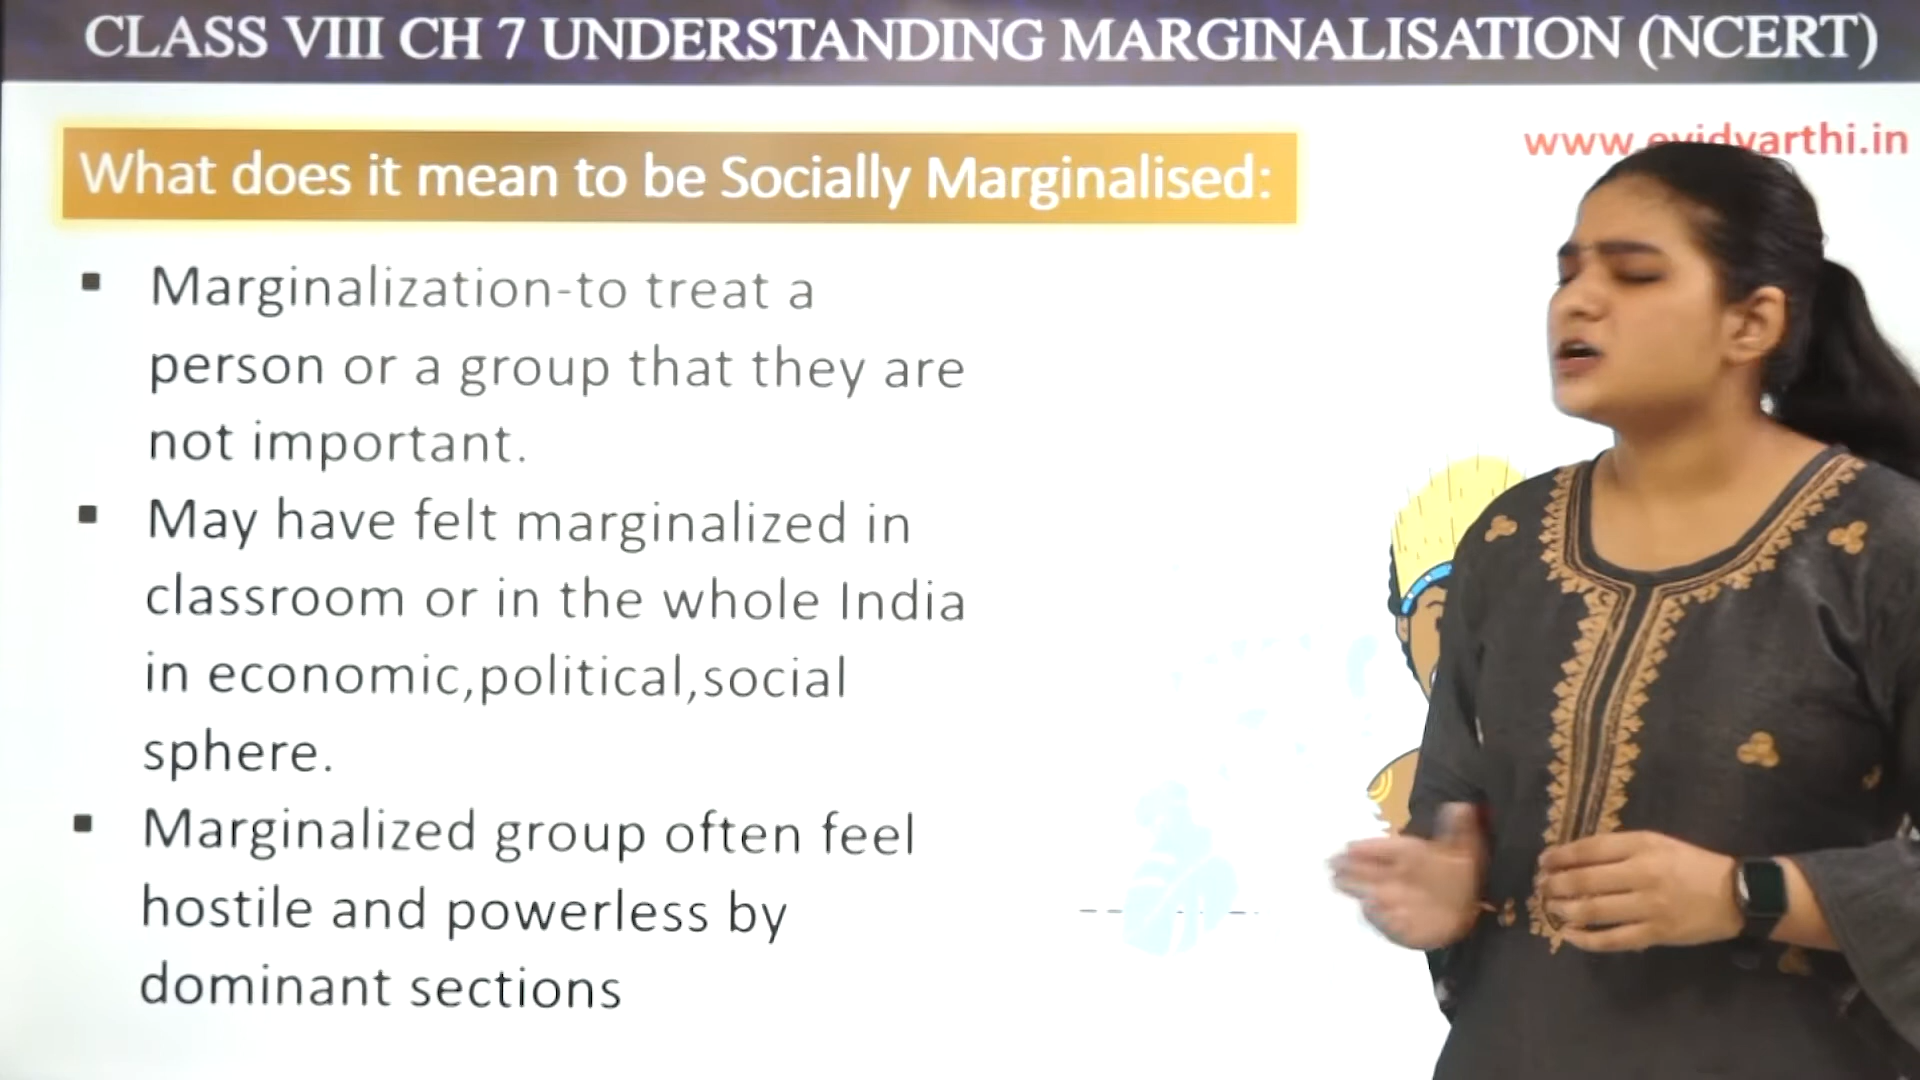 CLASS VIII CH 7 UNDERSTANDING MARGINALISATION (NCERT)
www.evidyarthi.in
What does it mean to be Socially Marginalised:
▪ Marginalization-to treat a
person or a group that they are
not important.
▪ May have felt marginalized in
classroom or in the whole India
in economic,political,social
sphere.
▪ Marginalized group often feel
hostile and powerless by
dominant sections